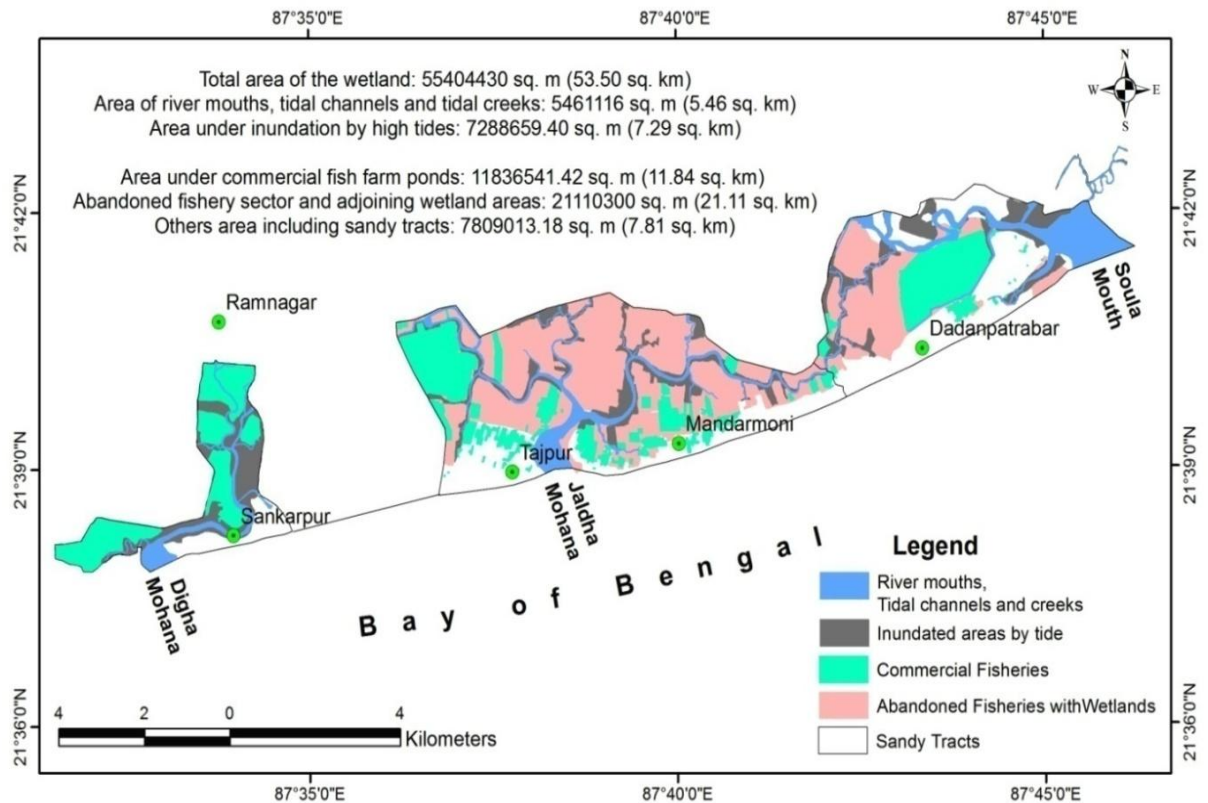 87°35'0"E 87°40'0"E 87°45'0"E
N
W E
S
Total area of the wetland: 55404430 sq. m (53.50 sq. km)
Area of river mouths, tidal channels and tidal creeks: 5461116 sq. m (5.46 sq. km)
Area under inundation by high tides: 7288659.40 sq. m (7.29 sq. km)
Area under commercial fish farm ponds: 11836541.42 sq. m (11.84 sq. km)
Abandoned fishery sector and adjoining wetland areas: 21110300 sq. m (21.11 sq. km)
Others area including sandy tracts: 7809013.18 sq. m (7.81 sq. km)
21°42'0"N 21°42'0"N
Soula
Mouth
Ramnagar
Dadanpatrabar
Mandarmoni
Tajpur
21°39'0"N 21°39'0"N
Jaldha
Mohana
Sankarpur
Digha
Mohana
Bay of Bengal
Legend
River mouths,
Tidal channels and creeks
Inundated areas by tide
Commercial Fisheries
Abandoned Fisheries withWetlands
Sandy Tracts
4 2 0 4
Kilometers
21°36'0"N 21°36'0"N
87°35'0"E 87°40'0"E 87°45'0"E